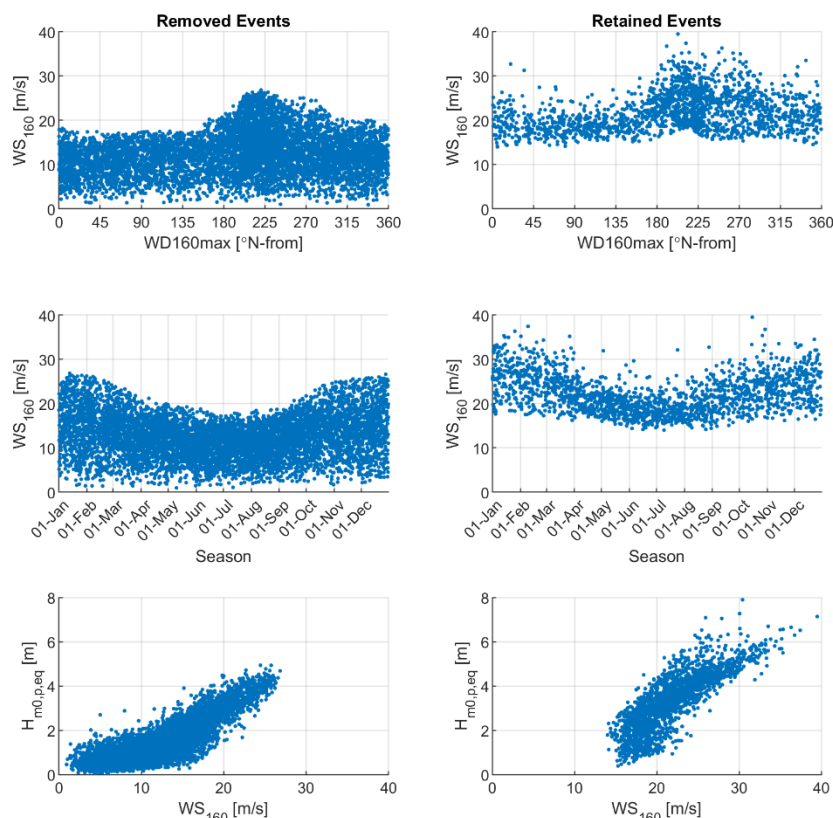 Removed Events
Retained Events
40
30
20
10
0
WS160 [m/s]
0 45 90 135 180 225 270 315 360
WD160max [°N-from]
40
30
20
10
0
WS160 [m/s]
0 45 90 135 180 225 270 315 360
WD160max [°N-from]
40
30
20
10
0
WS160 [m/s]
01-Jan 01-Feb 01-Mar 01-Apr 01-May 01-Jun 01-Jul 01-Aug 01-Sep 01-Oct 01-Nov 01-Dec
Season
40
30
20
10
0
WS160 [m/s]
01-Jan 01-Feb 01-Mar 01-Apr 01-May 01-Jun 01-Jul 01-Aug 01-Sep 01-Oct 01-Nov 01-Dec
Season
8
6
4
2
0
Hm0,p,eq [m]
0 10 20 30 40
WS160 [m/s]
8
6
4
2
0
Hm0,p,eq [m]
0 10 20 30 40
WS160 [m/s]